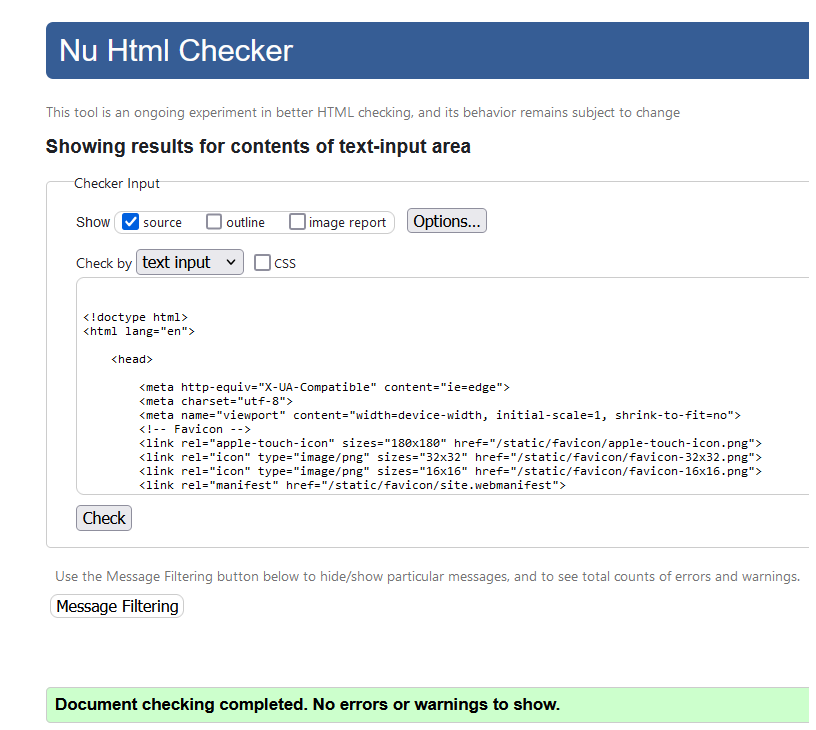 Nu Html Checker
This tool is an ongoing experiment in better HTML checking, and its behavior remains subject to change
Showing results for contents of text-input area
Checker Input
Show source outline image report Options...
Check by text input CSS
<!doctype html>
<html lang="en">
<head>
<meta http-equiv="X-UA-Compatible" content="ie=edge">
<meta charset="utf-8">
<meta name="viewport" content="width=device-width, initial-scale=1, shrink-to-fit=no">
<!-- Favicon -->
<link rel="apple-touch-icon" sizes="180x180" href="/static/favicon/apple-touch-icon.png">
<link rel="icon" type="image/png" sizes="32x32" href="/static/favicon/favicon-32x32.png">
<link rel="icon" type="image/png" sizes="16x16" href="/static/favicon/favicon-16x16.png">
<link rel="manifest" href="/static/favicon/site.webmanifest">
Check
Use the Message Filtering button below to hide/show particular messages, and to see total counts of errors and warnings.
Message Filtering
Document checking completed. No errors or warnings to show.